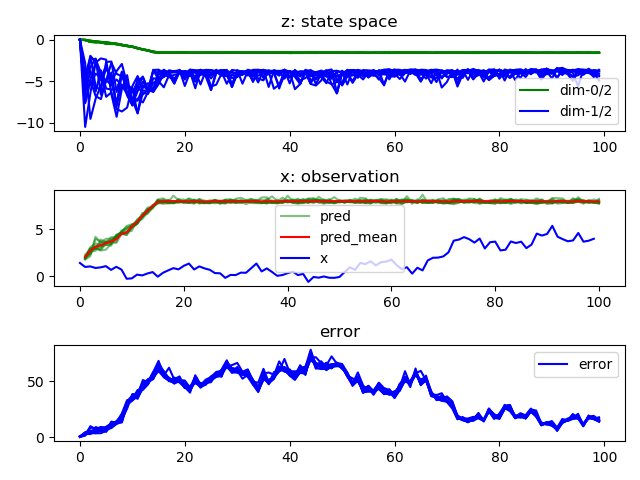 z: state space
0
−5
−10
dim-0/2
dim-1/2
0 20 40 60 80 100
x: observation
5
0
pred
pred_mean
x
0 20 40 60 80 100
error
50
0
error
0 20 40 60 80 100